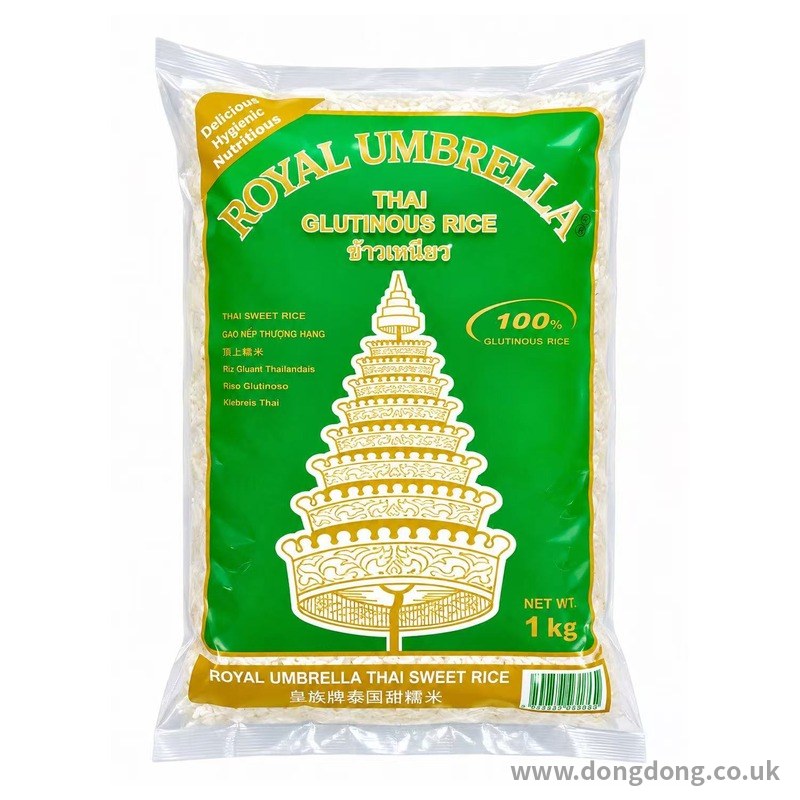 Delicious
Hygienic
Nutritious
ROYAL UMBRELLA
THAI
GLUTINOUS RICE
ข้าวเหนียว
THAI SWEET RICE
GẠO NẾP THƯỢNG HẠNG
頂上糯米
Riz Gluant Thailandais
Riso Glutinoso
Klebreis Thai
100%
GLUTINOUS RICE
NET WT.
1 kg
ROYAL UMBRELLA THAI SWEET RICE
皇族牌泰国甜糯米
www.dongdong.co.uk